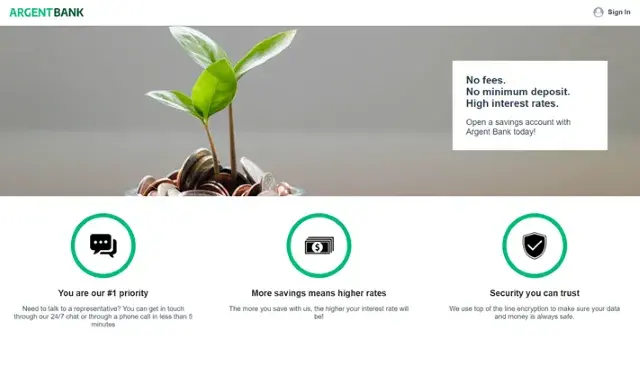 ARGENTBANK
Sign In
No fees.
No minimum deposit.
High interest rates.
Open a savings account with
Argent Bank today!
You are our #1 priority
Need to talk to a representative? You can get in touch
through our 24/7 chat or through a phone call in less than 5
minutes
More savings means higher rates
The more you save with us, the higher your interest rate will
be!
Security you can trust
We use top of the line encryption to make sure your data
and money is always safe.